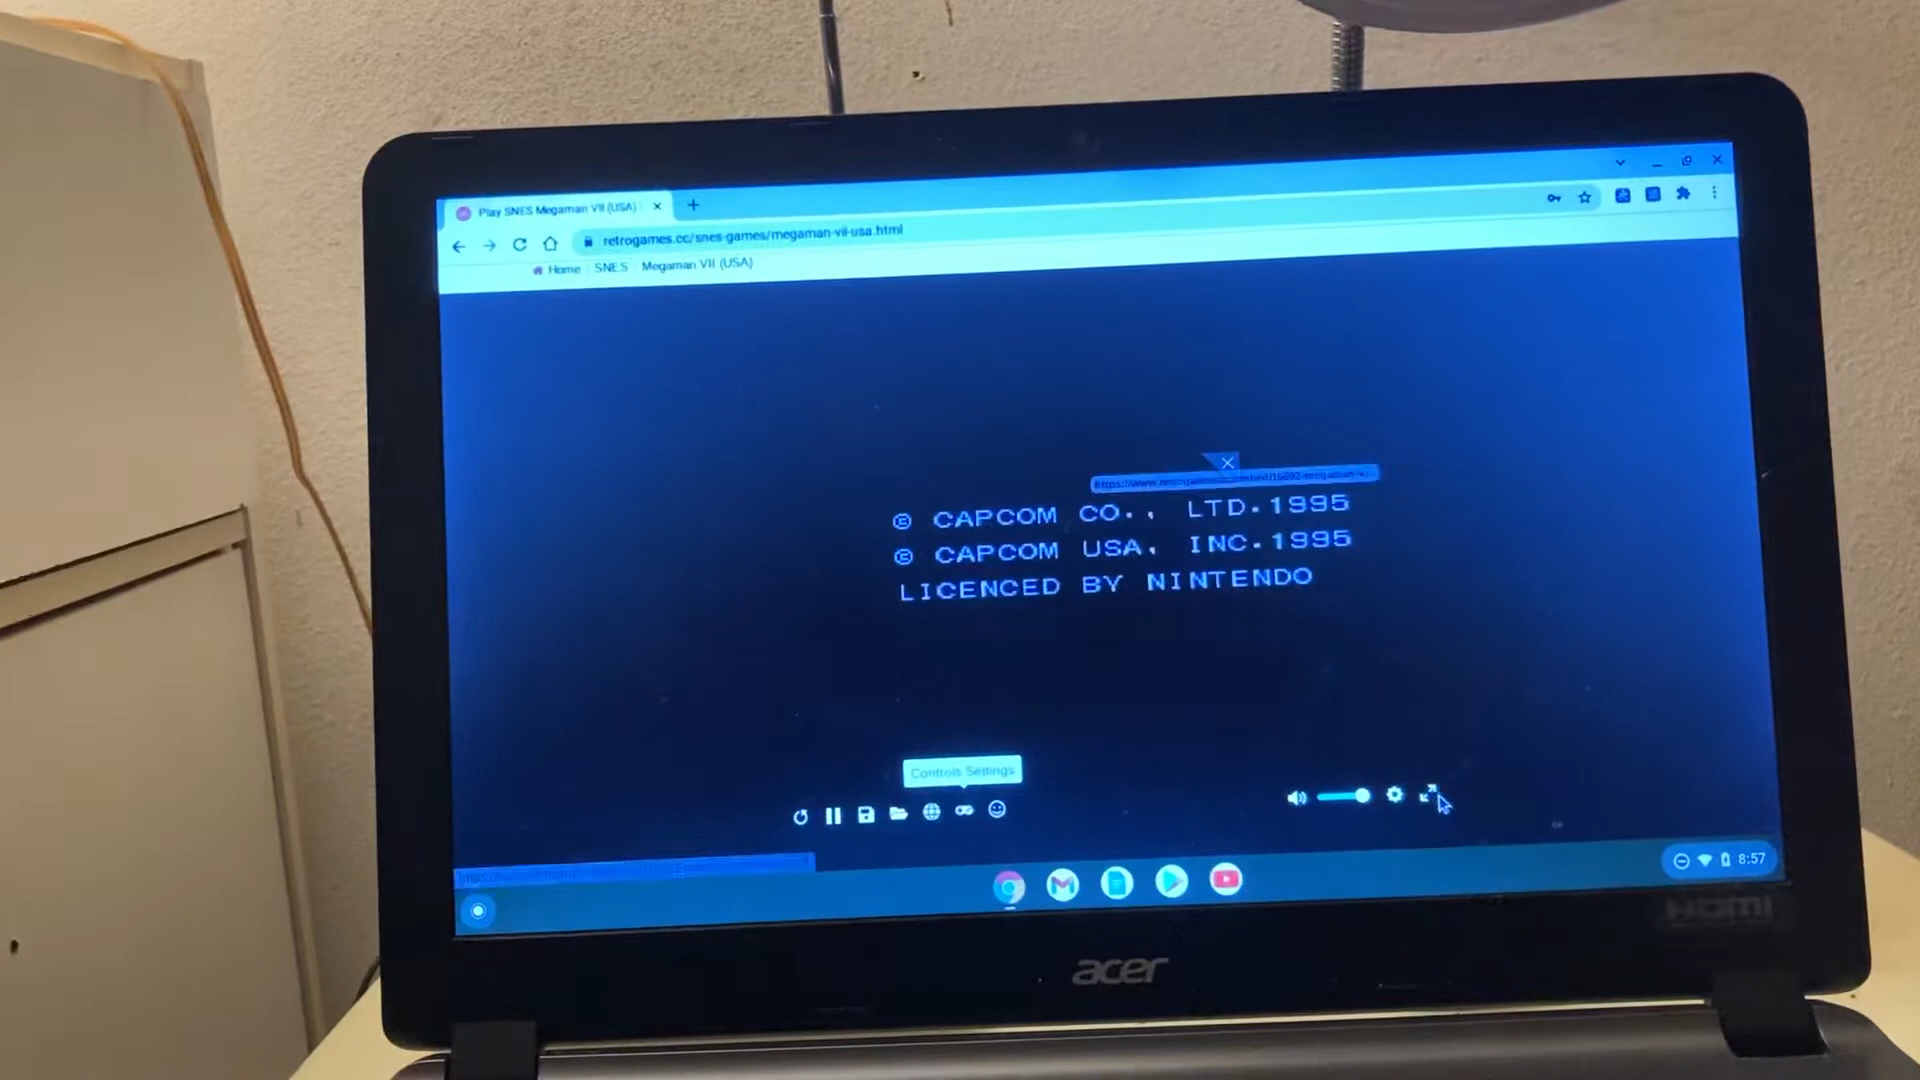 Play SNES Megaman VII (USA)
retrogames.cc/snes-games/megaman-vii-usa.html
Home SNES Megaman VII (USA)
© CAPCOM CO., LTD.1995
© CAPCOM USA, INC.1995
LICENCED BY NINTENDO
Controls Settings
8:57
HDMI
acer